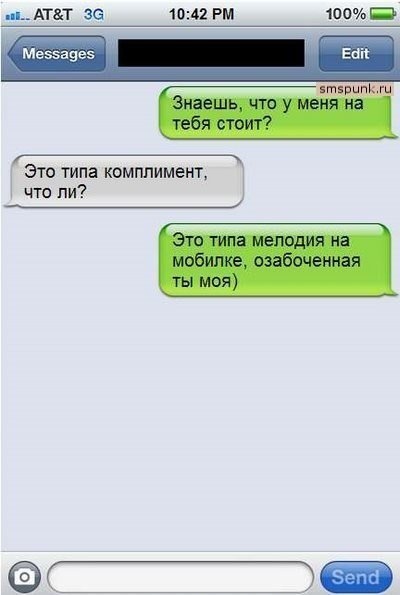 AT&T 3G 10:42 PM 100%
Messages Edit
smspunk.ru
Знаешь, что у меня на
тебя стоит?
Это типа комплимент,
что ли?
Это типа мелодия на
мобилке, озабоченная
ты моя)
Send